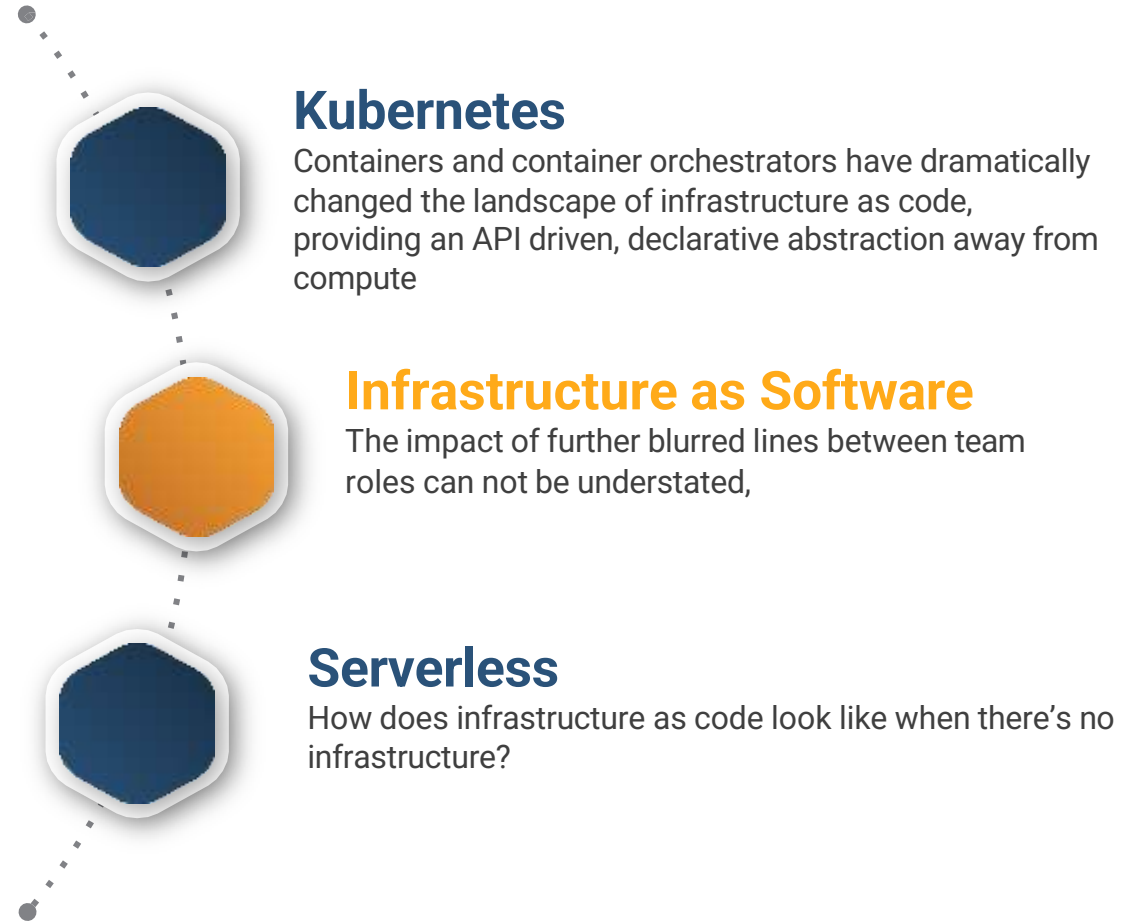 Kubernetes
Containers and container orchestrators have dramatically
changed the landscape of infrastructure as code,
providing an API driven, declarative abstraction away from
compute
Infrastructure as Software
The impact of further blurred lines between team
roles can not be understated,
Serverless
How does infrastructure as code look like when there’s no
infrastructure?